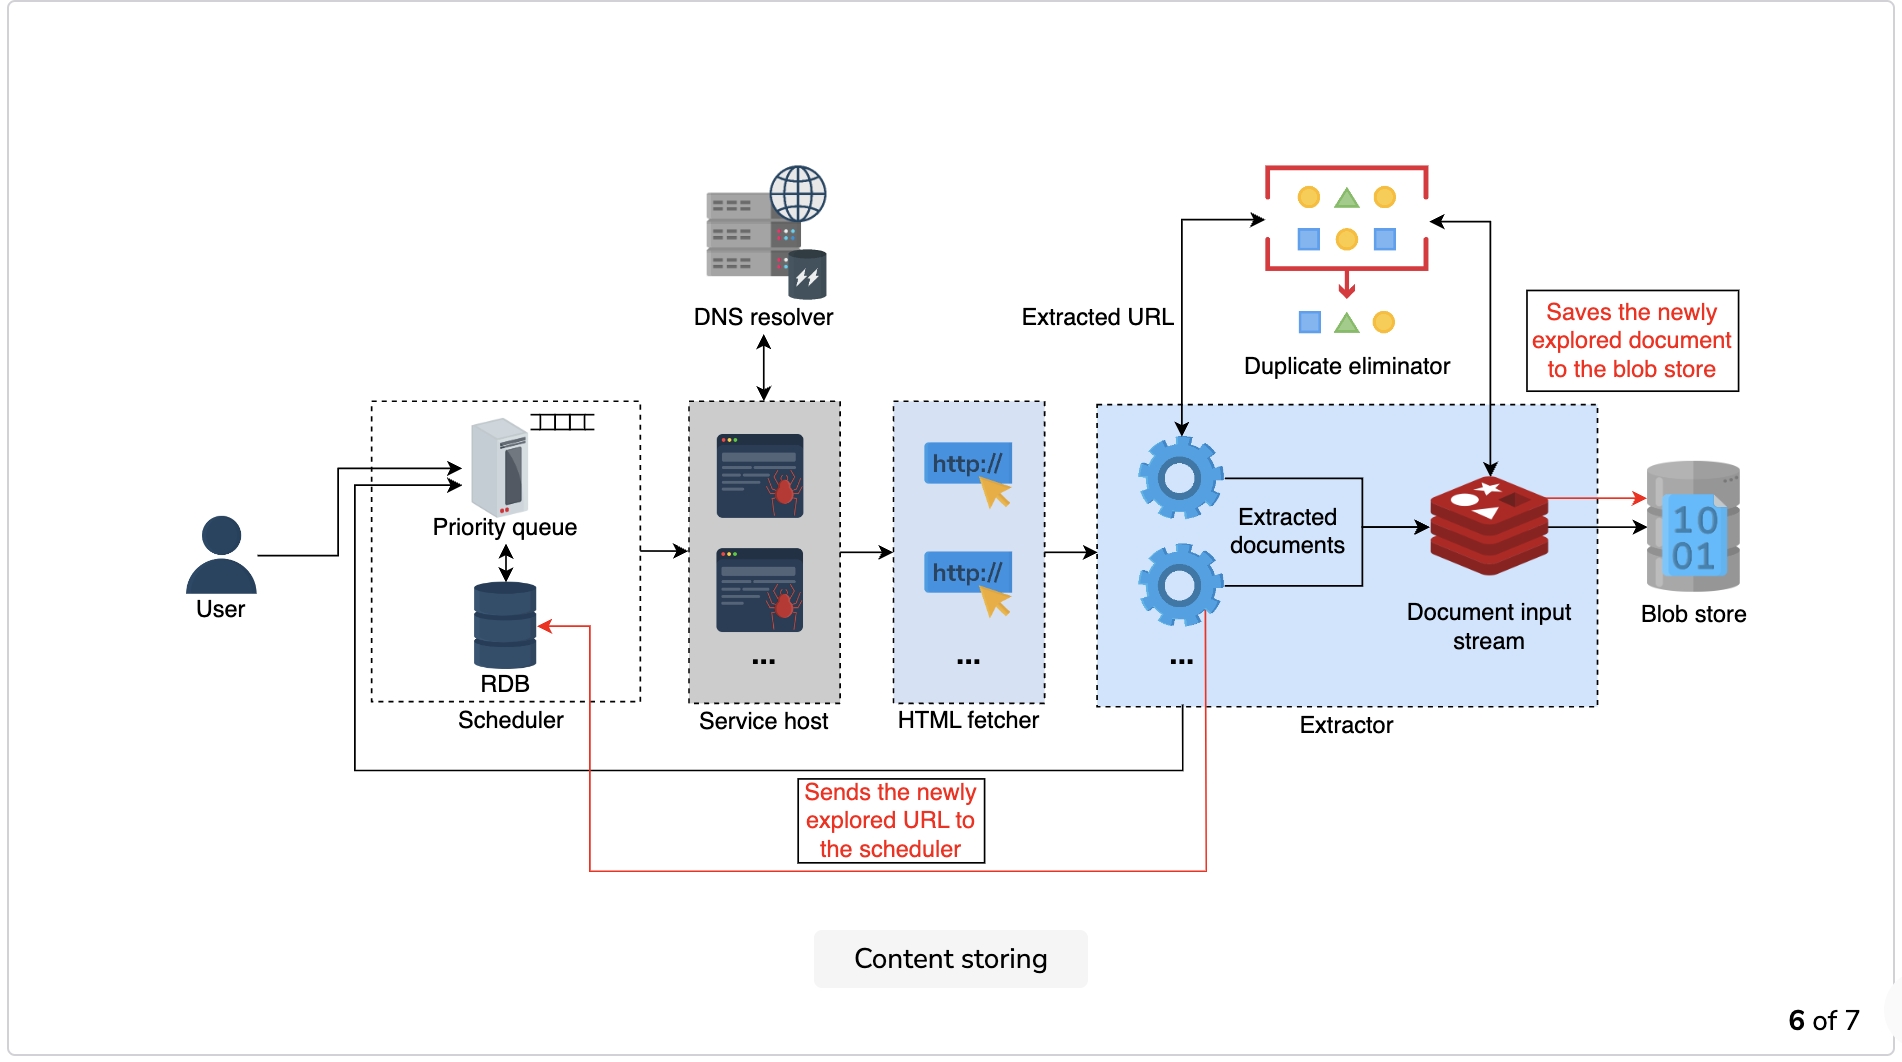 DNS resolver
Extracted URL
Duplicate eliminator
Saves the newly
explored document
to the blob store
http://
Priority queue
Extracted
documents
10
01
http://
User
Document input
stream
Blob store
...
...
...
RDB
Scheduler
Service host
HTML fetcher
Extractor
Sends the newly
explored URL to
the scheduler
Content storing
6 of 7